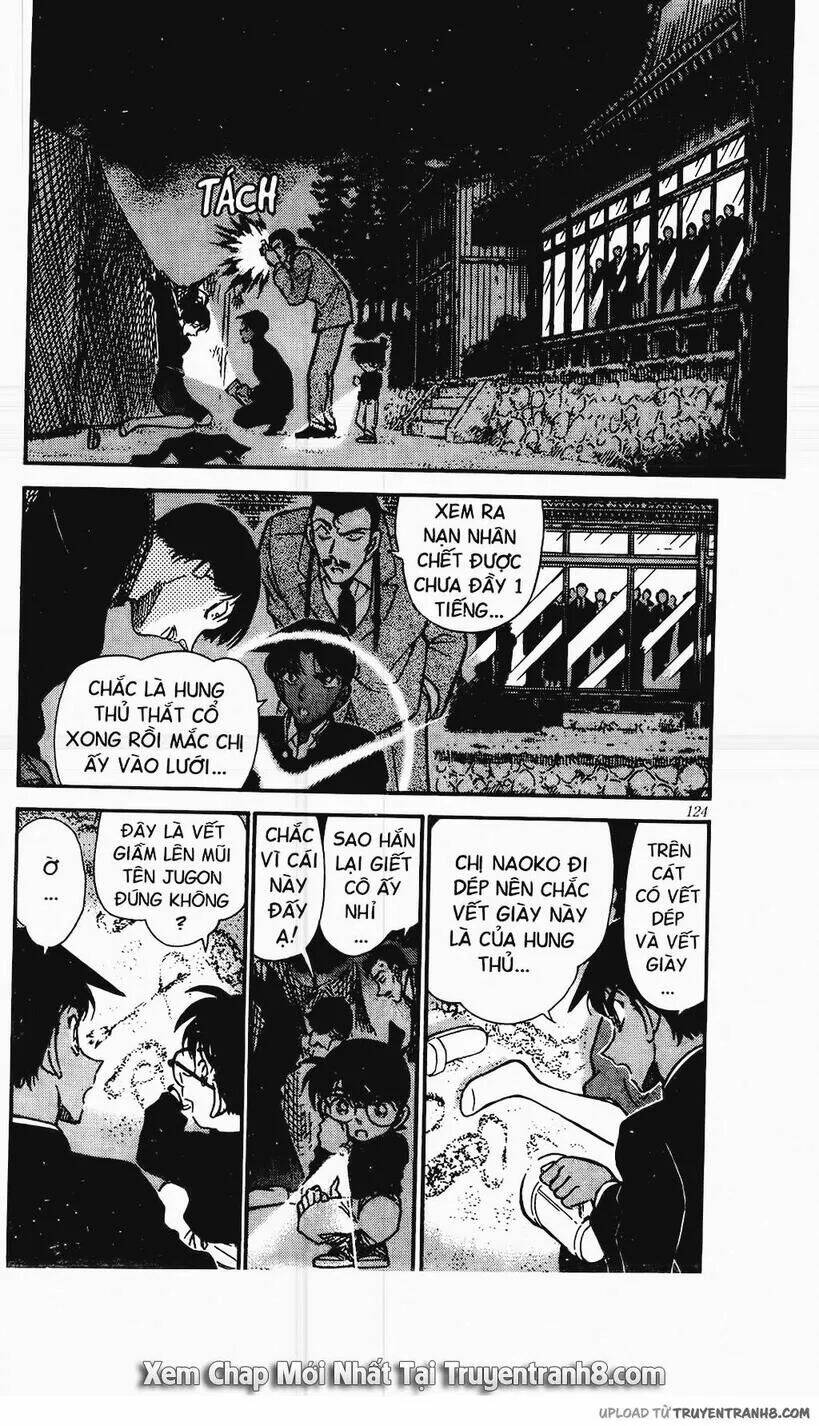 TÁCH
XEM RA
NẠN NHÂN
CHẾT ĐƯỢC
CHƯA ĐẦY 1
TIẾNG...
CHẮC LÀ HUNG
THỦ THẮT CỔ
XONG RỒI MẮC CHỊ
ẤY VÀO LƯỚI...
124
TRÊN
CÁT
CÓ VẾT
DÉP
VÀ VẾT
GIÀY
...
CHỊ NAOKO ĐI
DÉP NÊN CHẮC
VẾT GIÀY NÀY
LÀ CỦA HUNG
THỦ...
SAO HẮN
LẠI GIẾT
CÔ ẤY
NHỈ
...
CHẮC
VÌ CÁI
NÀY
ĐẤY
Ạ!
ĐÂY LÀ VẾT
GIẪM LÊN MŨI
TÊN JUGON
ĐÚNG KHÔNG
?
Ờ
...
Xem Chap Mới Nhất Tại Truyentranh8.com
UPLOAD TỪ TRUYENTRANH8.COM